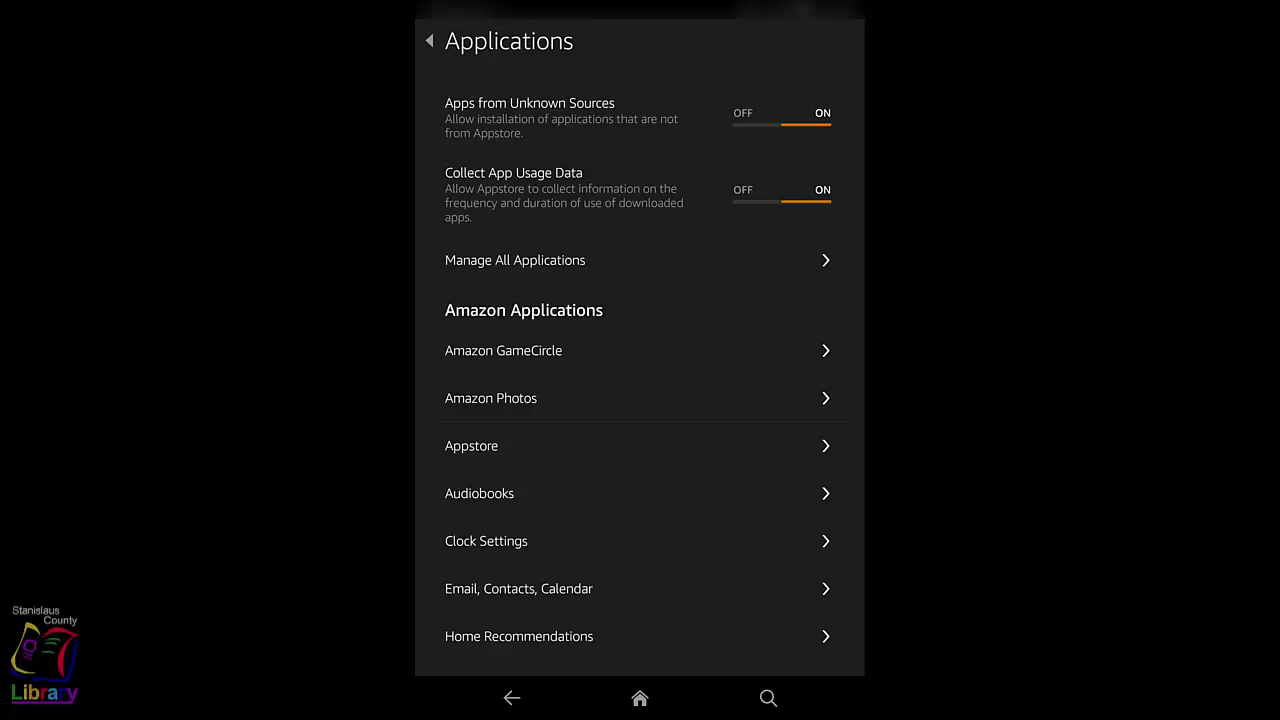 Applications
Apps from Unknown Sources
Allow installation of applications that are not
from Appstore.
OFF ON
Collect App Usage Data
Allow Appstore to collect information on the
frequency and duration of use of downloaded
apps.
OFF ON
Manage All Applications
Amazon Applications
Amazon GameCircle
Amazon Photos
Appstore
Audiobooks
Clock Settings
Email, Contacts, Calendar
Home Recommendations
Stanislaus
County
Library